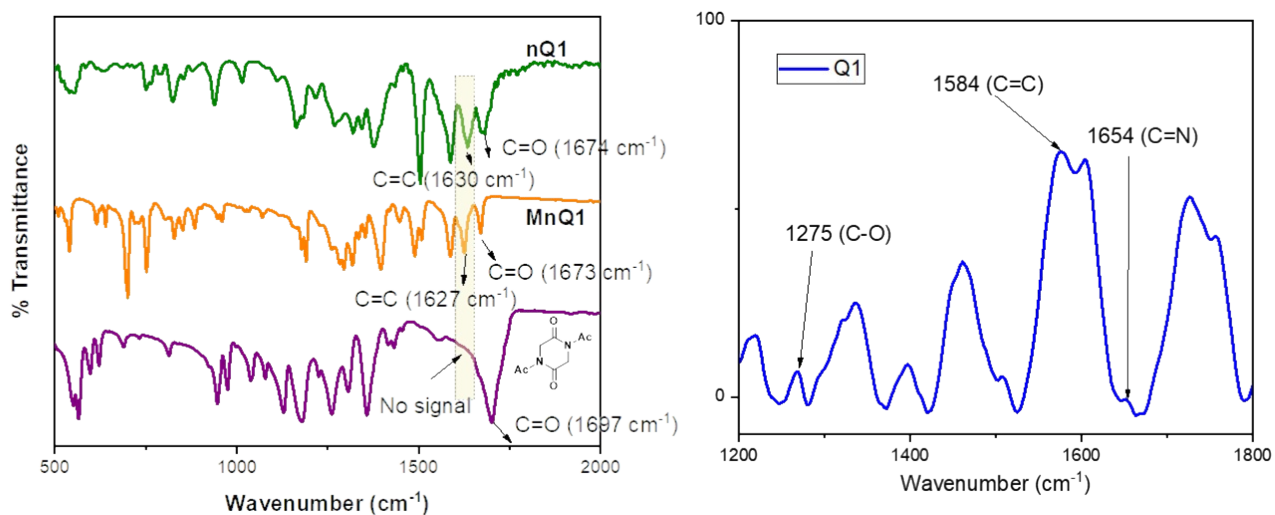 nQ1
C=O (1674 cm-1)
C=C (1630 cm-1)
MnQ1
C=O (1673 cm-1)
C=C (1627 cm-1)
O
N
Ac
Ac
N
O
No signal
C=O (1697 cm-1)
% Transmittance
500
1000
1500
2000
Wavenumber (cm-1)
100
Q1
1584 (C=C)
1654 (C=N)
1275 (C-O)
0
1200
1400
1600
1800
Wavenumber (cm-1)